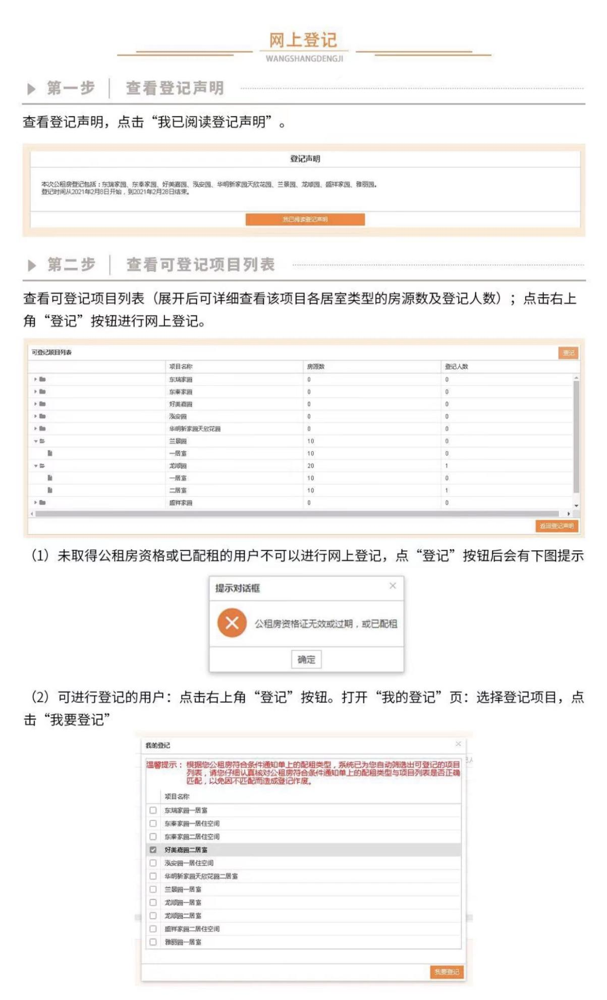 网上登记
WANGSHANGDENGJI
第一步 查看登记声明
查看登记声明，点击“我已阅读登记声明”。
登记声明
本次公租房登记包括：东瑞家园、东泰家园、好美嘉园、泓安园、华明新家园天欣花园、兰景园、龙顺园、盛祥家园、雅丽园。
登记时间从2021年2月8日开始，到2021年2月28日结束。
我已阅读登记声明
第二步 查看可登记项目列表
查看可登记项目列表（展开后可详细查看该项目各居室类型的房源数及登记人数）；点击右上
角“登记”按钮进行网上登记。
可登记项目列表 登记
项目名称 房源数 登记人数
东瑞家园 0 0
东泰家园 0 0
好美嘉园 0 0
泓安园 0 0
华明新家园天欣花园 0 0
兰景园 10 0
一居室 10 0
龙顺园 20 1
一居室 10 0
二居室 10 1
盛祥家园 0 0
返回登记声明
（1）未取得公租房资格或已配租的用户不可以进行网上登记，点“登记”按钮后会有下图提示
提示对话框
公租房资格证无效或过期，或已配租
确定
（2）可进行登记的用户：点击右上角“登记”按钮。打开“我的登记”页：选择登记项目，点
击“我要登记”
我的登记
温馨提示：根据您公租房符合条件通知单上的配租类型，系统已为您自动筛选出可登记的项目
列表，请您仔细认真核对公租房符合条件通知单上的配租类型与项目列表是否正确
匹配，以免因不匹配而造成登记作废。
项目名称
东瑞家园一居室
东泰家园一居住空间
东泰家园二居住空间
好美嘉园二居室
泓安园一居住空间
华明新家园天欣花园二居室
兰景园一居室
龙顺园一居室
龙顺园二居室
盛祥家园二居住空间
雅丽园一居室
我要登记